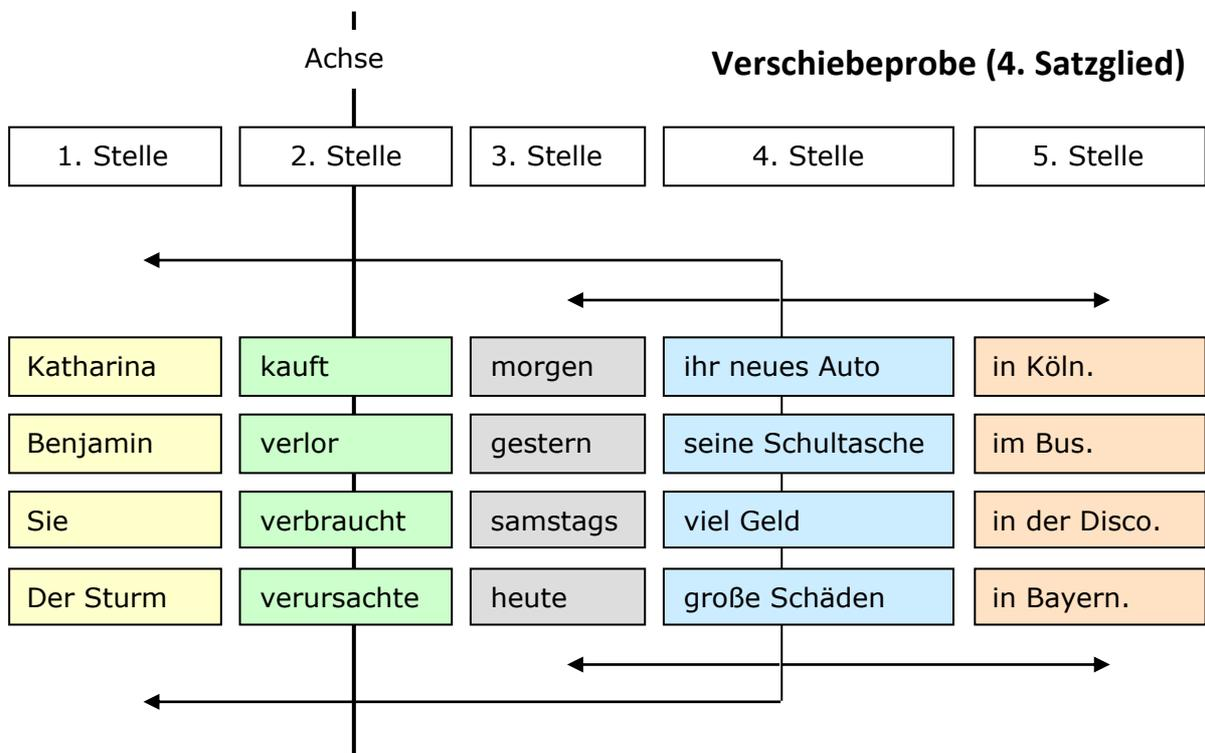 Achse
Verschiebeprobe (4. Satzglied)
1. Stelle 2. Stelle 3. Stelle 4. Stelle 5. Stelle
Katharina kauft morgen ihr neues Auto in Köln.
Benjamin verlor gestern seine Schultasche im Bus.
Sie verbraucht samstags viel Geld in der Disco.
Der Sturm verursachte heute große Schäden in Bayern.